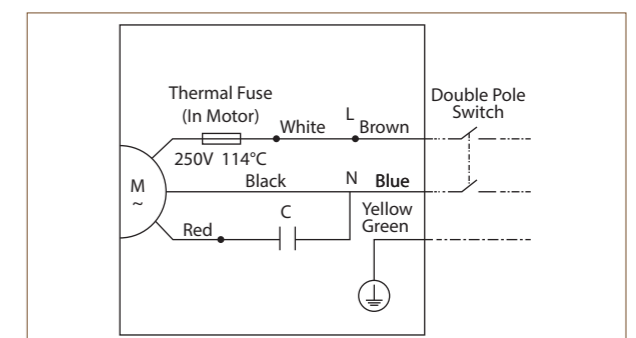 Thermal Fuse
(In Motor)
250V 114°C
White
L
Brown
Double Pole
Switch
M
~
Black
N
Blue
Red
C
Yellow
Green